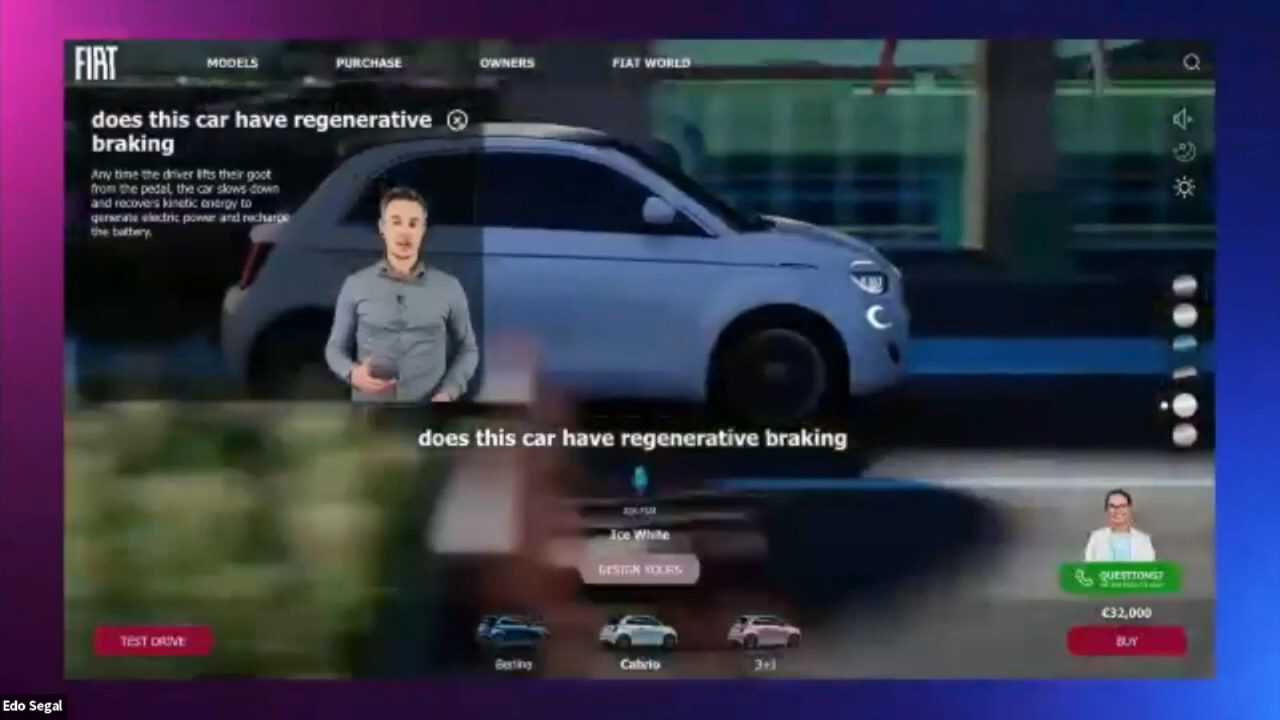 FIAT
MODELS
PURCHASE
OWNERS
FIAT WORLD
does this car have regenerative
braking
Any time the driver lifts their goot
from the pedal, the car slows down
and recovers kinetic energy to
generate electric power and recharge
the battery.
does this car have regenerative braking
Ice White
DESIGN YOURS
QUESTIONS?
€32,000
TEST DRIVE
BUY
Berlina
Cabrio
3+1
Edo Segal